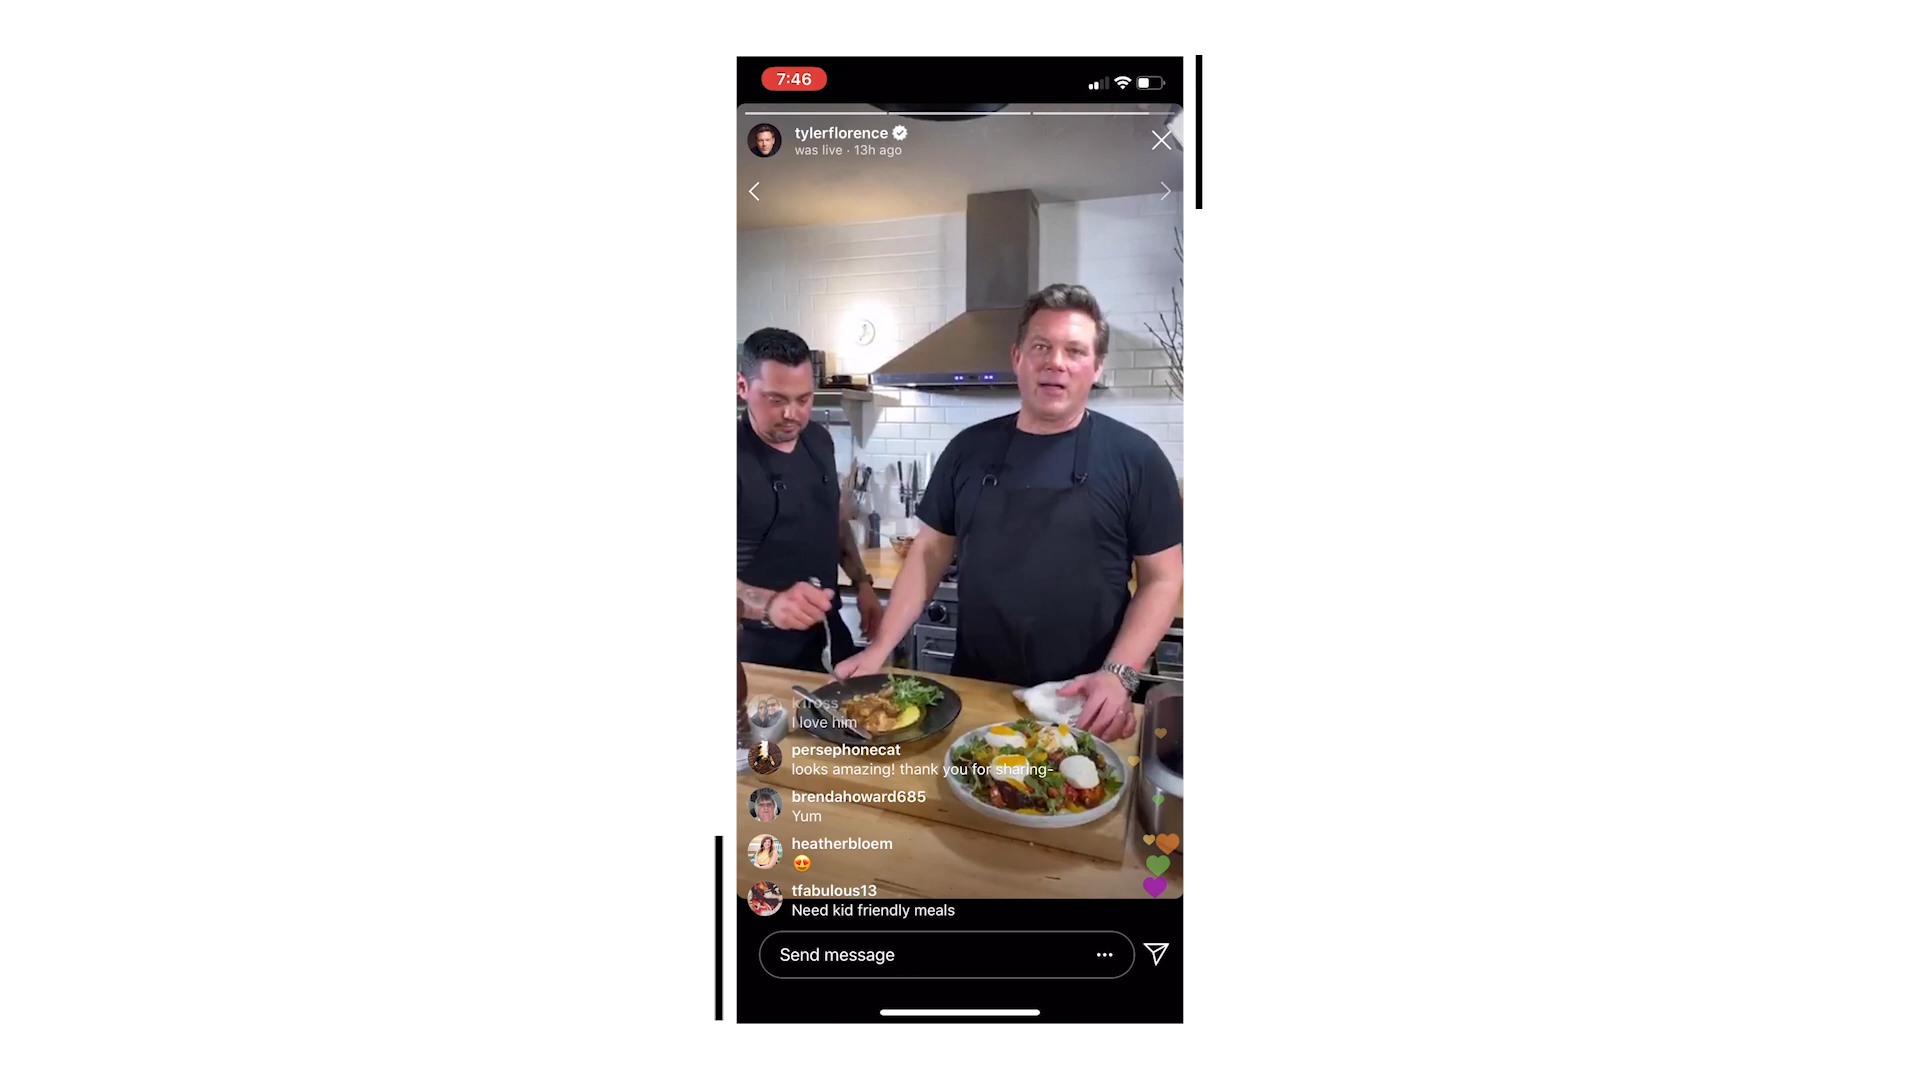 7:46
tylerflorence
was live · 13h ago
k1ross
I love him
persephonecat
looks amazing! thank you for sharing-
brendahoward685
Yum
heatherbloem
😍
tfabulous13
Need kid friendly meals
Send message